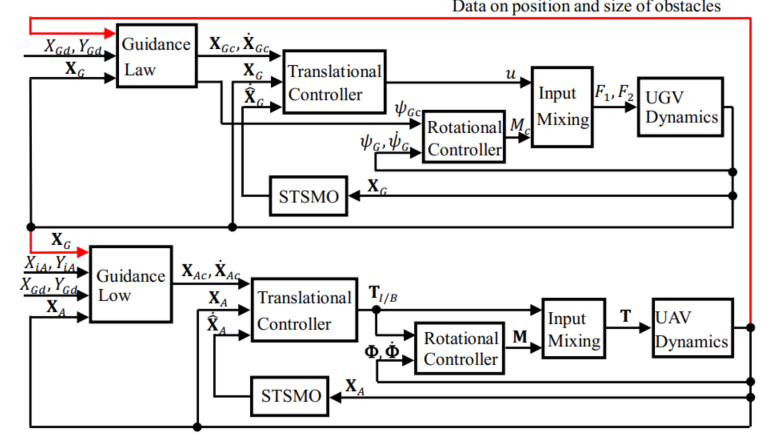 Data on position and size of obstacles
X_Gd, Y_Gd
X_G
Guidance
Law
X_Gc, Ẋ_Gc
X_G
X̂̇_G
Translational
Controller
u
ψ_Gc
ψ_G, ψ̇_G
Rotational
Controller
M_c
Input
Mixing
F_1, F_2
UGV
Dynamics
STSMO
X_G
X_G
X_iA, Y_iA
X_Gd, Y_Gd
X_A
Guidance
Low
X_Ac, Ẋ_Ac
X_A
X̂̇_A
Translational
Controller
T_I/B
Φ, Φ̇
Rotational
Controller
M
Input
Mixing
T
UAV
Dynamics
STSMO
X_A